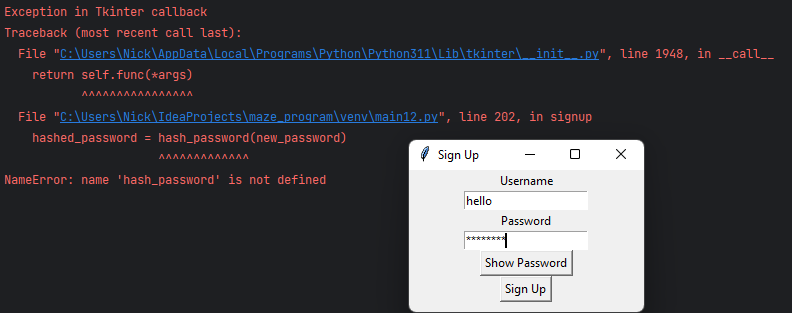 Exception in Tkinter callback
Traceback (most recent call last):
File "C:\Users\Nick\AppData\Local\Programs\Python\Python311\Lib\tkinter\__init__.py", line 1948, in __call__
return self.func(*args)
^^^^^^^^^^^^^^^^
File "C:\Users\Nick\IdeaProjects\maze_program\venv\main12.py", line 202, in signup
hashed_password = hash_password(new_password)
^^^^^^^^^^^^^
NameError: name 'hash_password' is not defined
Sign Up
Username
hello
Password
********
Show Password
Sign Up